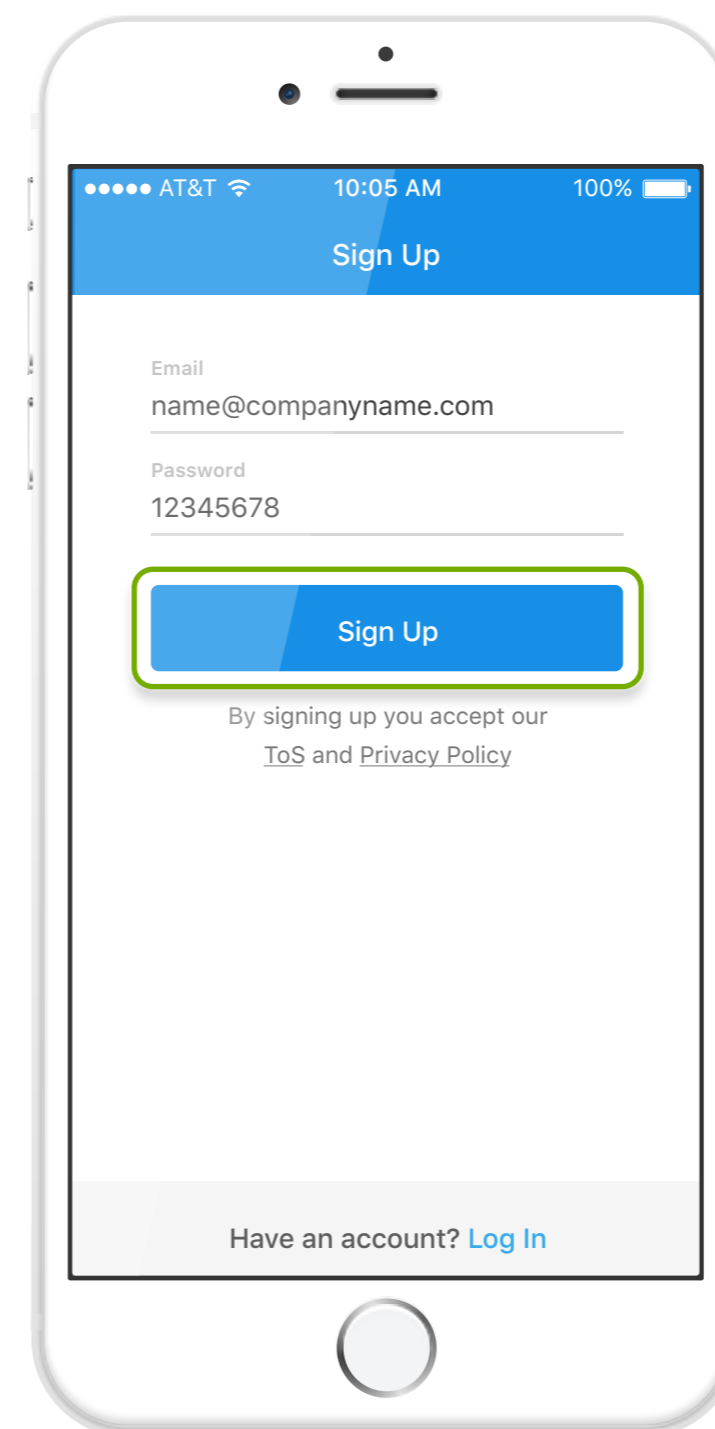 AT&T 10:05 AM 100%
Sign Up
Email
name@companyname.com
Password
12345678
Sign Up
By signing up you accept our
ToS and Privacy Policy
Have an account? Log In